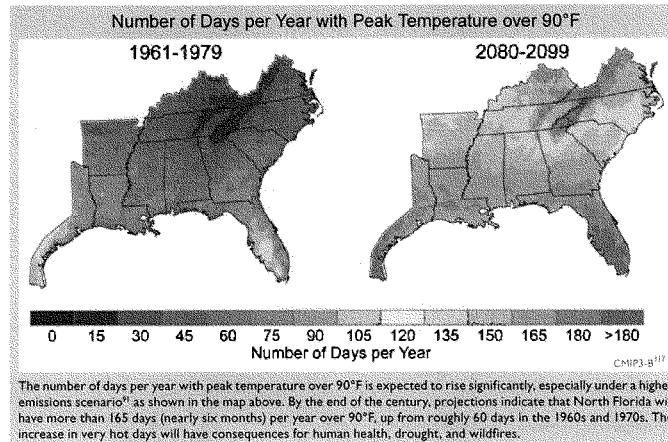 Number of Days per Year with Peak Temperature over 90°F
1961-1979 2080-2099
0 15 30 45 60 75 90 105 120 135 150 165 180 >180
Number of Days per Year
CMIP3-B¹¹⁷
The number of days per year with peak temperature over 90°F is expected to rise significantly, especially under a highe
emissions scenario⁹¹ as shown in the map above. By the end of the century, projections indicate that North Florida wi
have more than 165 days (nearly six months) per year over 90°F, up from roughly 60 days in the 1960s and 1970s. Th
increase in very hot days will have consequences for human health, drought, and wildfires.